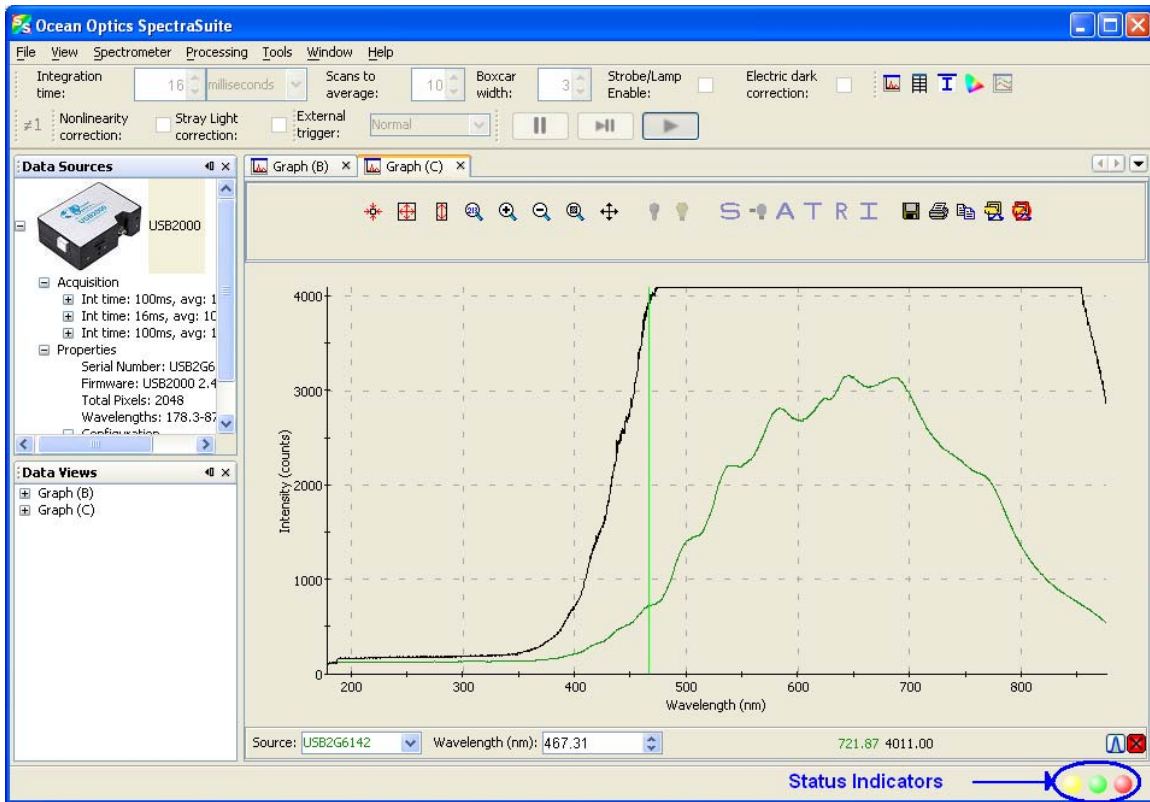 Ocean Optics SpectraSuite
File View Spectrometer Processing Tools Window Help
Integration time: 16 milliseconds Scans to average: 10 Boxcar width: 3 Strobe/Lamp Enable: Electric dark correction:
≠1 Nonlinearity correction: Stray Light correction: External trigger: Normal
Data Sources
USB2000
Acquisition
Int time: 100ms, avg: 1
Int time: 16ms, avg: 10
Int time: 100ms, avg: 1
Properties
Serial Number: USB2G6
Firmware: USB2000 2.4
Total Pixels: 2048
Wavelengths: 178.3-87
Configuration
Data Views
Graph (B)
Graph (C)
Graph (B) Graph (C)
S A T R I
Intensity (counts)
4000
3000
2000
1000
0
200 300 400 500 600 700 800
Wavelength (nm)
Source: USB2G6142 Wavelength (nm): 467.31 721.87 4011.00
Status Indicators